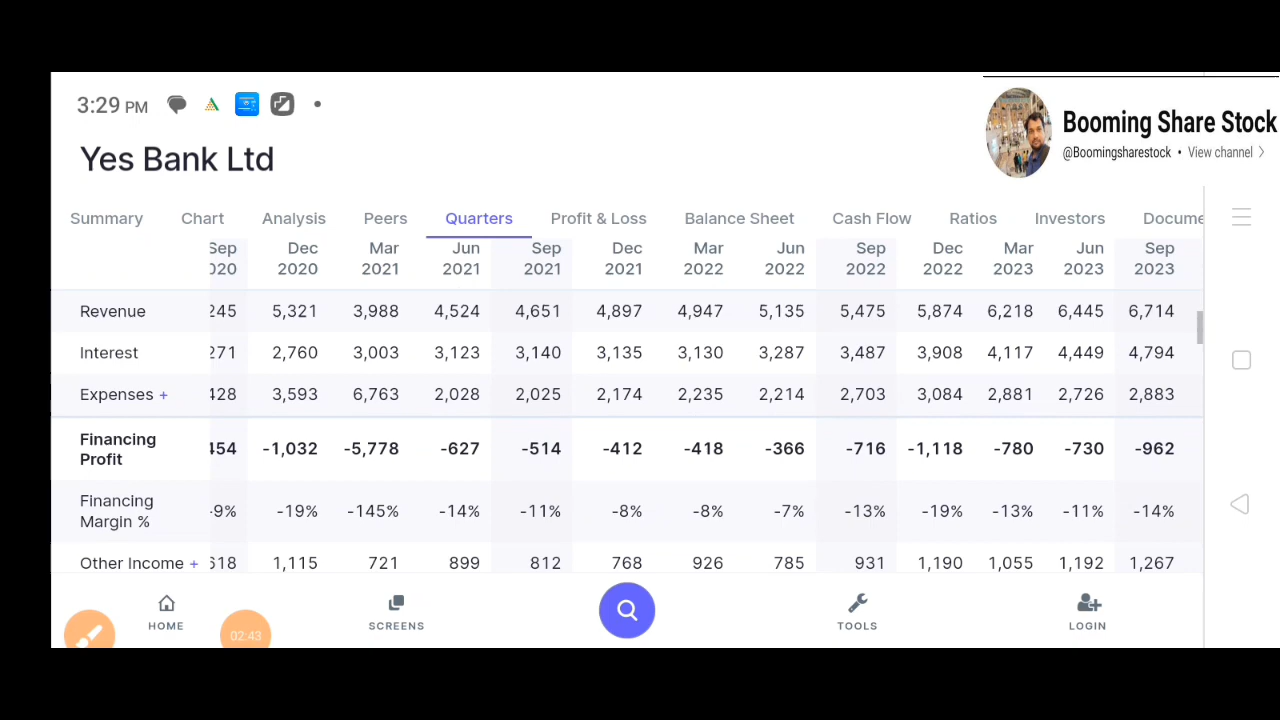 3:29 PM
Booming Share Stock
@Boomingsharestock • View channel
Yes Bank Ltd
Summary Chart Analysis Peers Quarters Profit & Loss Balance Sheet Cash Flow Ratios Investors Docume
Sep Dec Mar Jun Sep Dec Mar Jun Sep Dec Mar Jun Sep
2020 2020 2021 2021 2021 2021 2022 2022 2022 2022 2023 2023 2023
Revenue 245 5,321 3,988 4,524 4,651 4,897 4,947 5,135 5,475 5,874 6,218 6,445 6,714
Interest 271 2,760 3,003 3,123 3,140 3,135 3,130 3,287 3,487 3,908 4,117 4,449 4,794
Expenses + 428 3,593 6,763 2,028 2,025 2,174 2,235 2,214 2,703 3,084 2,881 2,726 2,883
Financing
Profit 454 -1,032 -5,778 -627 -514 -412 -418 -366 -716 -1,118 -780 -730 -962
Financing
Margin % -9% -19% -145% -14% -11% -8% -8% -7% -13% -19% -13% -11% -14%
Other Income + 618 1,115 721 899 812 768 926 785 931 1,190 1,055 1,192 1,267
HOME SCREENS TOOLS LOGIN
02:43